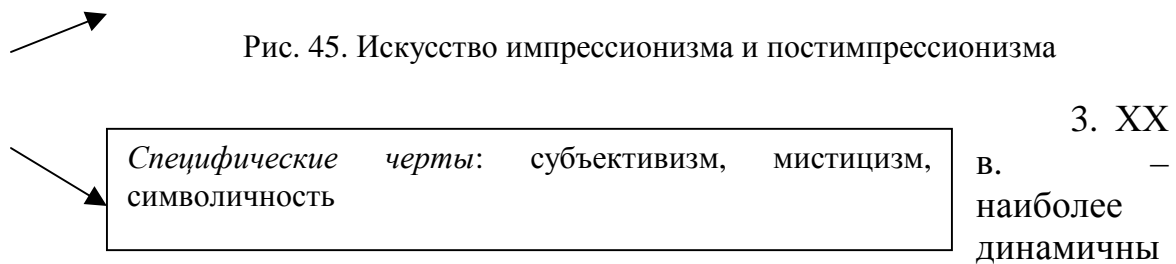 Рис. 45. Искусство импрессионизма и постимпрессионизма
Специфические черты: субъективизм, мистицизм,
символичность
3. XX
в. –
наиболее
динамичны